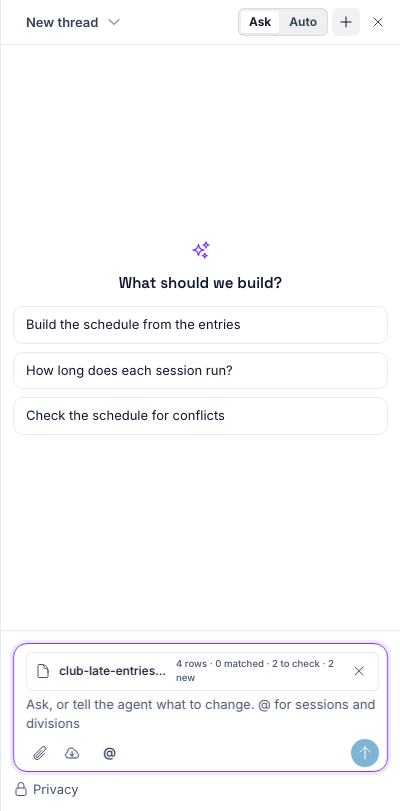 New thread
Ask
Auto
What should we build?
Build the schedule from the entries
How long does each session run?
Check the schedule for conflicts
club-late-entries...
4 rows · 0 matched · 2 to check · 2
new
Ask, or tell the agent what to change. @ for sessions and
divisions
@
Privacy